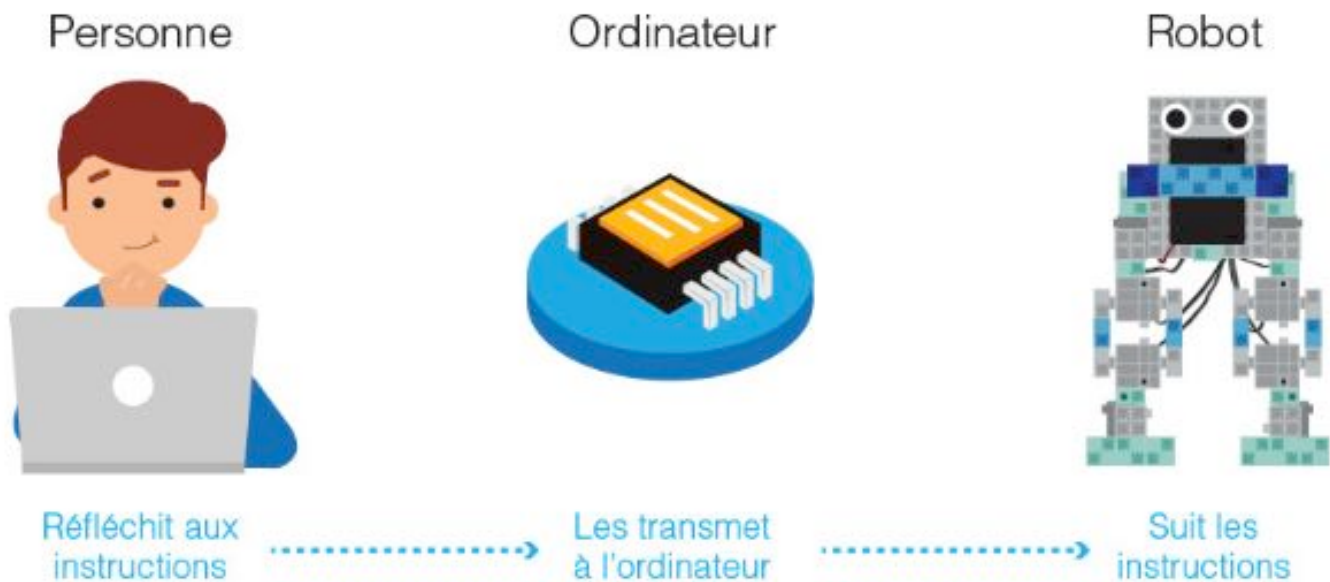 Personne
Ordinateur
Robot
Réfléchit aux
instructions
Les transmet
à l'ordinateur
Suit les
instructions